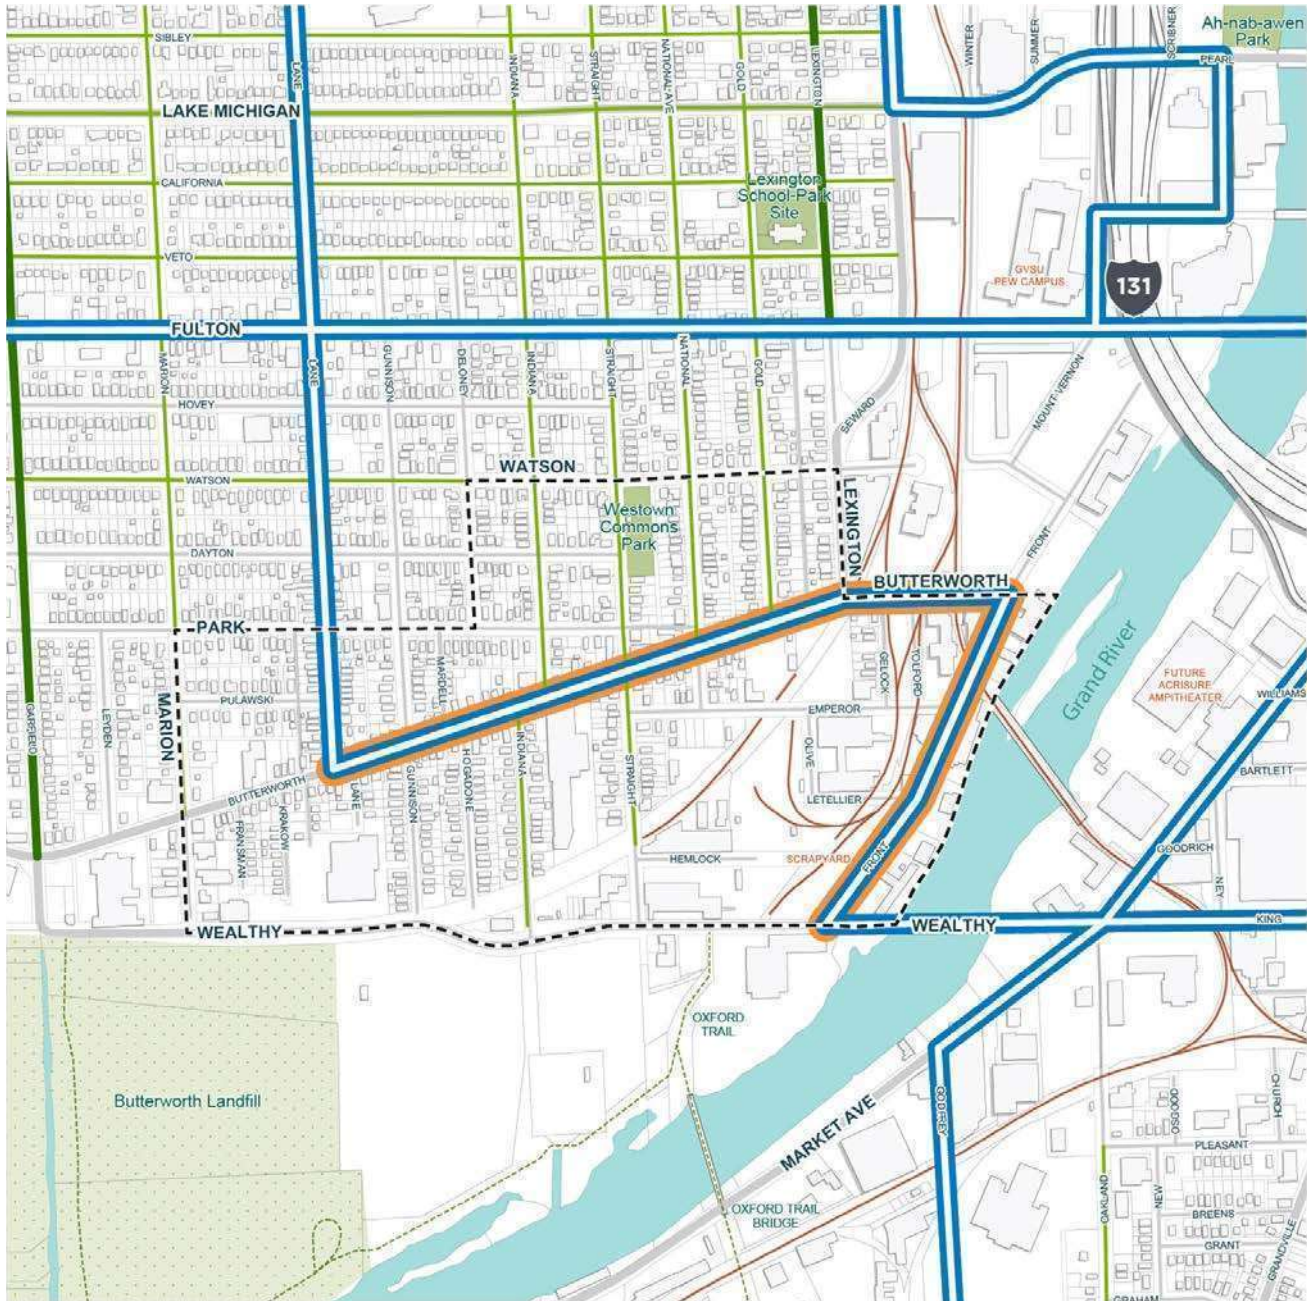 SIBLEY
LANE
LAKE MICHIGAN
INDIANA
STRAIGHT
NATIONAL AVE
GOLD
LEXINGTON
WINTER
SUMMER
SCRIBNER
Ah-nab-awen
Park
PEARL
CALIFORNIA
Lexington
School-Park
Site
VETO
GVSU
PEW CAMPUS
131
FULTON
MARION
LANE
GUNNISON
DELONEY
INDIANA
STRAIGHT
NATIONAL
GOLD
HOVEY
SEWARD
MOUNT VERNON
WATSON
WATSON
LEXINGTON
Westown
Commons
Park
DAYTON
FRONT
BUTTERWORTH
PARK
MARDELL
GELOCK
TOLFORD
Grand River
FUTURE
ACRISURE
AMPITHEATER
WILLIAMS
GARFIELD
LEYDEN
MARION
PULAWSKI
EMPEROR
OLIVE
BUTTERWORTH
LANE
GUNNISON
HOGADONE
INDIANA
STRAIGHT
LETELLIER
BARTLETT
FRANSMAN
KRAKOW
HEMLOCK
SCRAPYARD
FRONT
GOODRICH
WEALTHY
WEALTHY
KING
OXFORD
TRAIL
Butterworth Landfill
MARKET AVE
GODFREY
OSGOOD
CHURCH
PLEASANT
OAKLAND
NEW
OXFORD TRAIL
BRIDGE
BREENS
GRANT
GRANDVILLE
GRAHAM